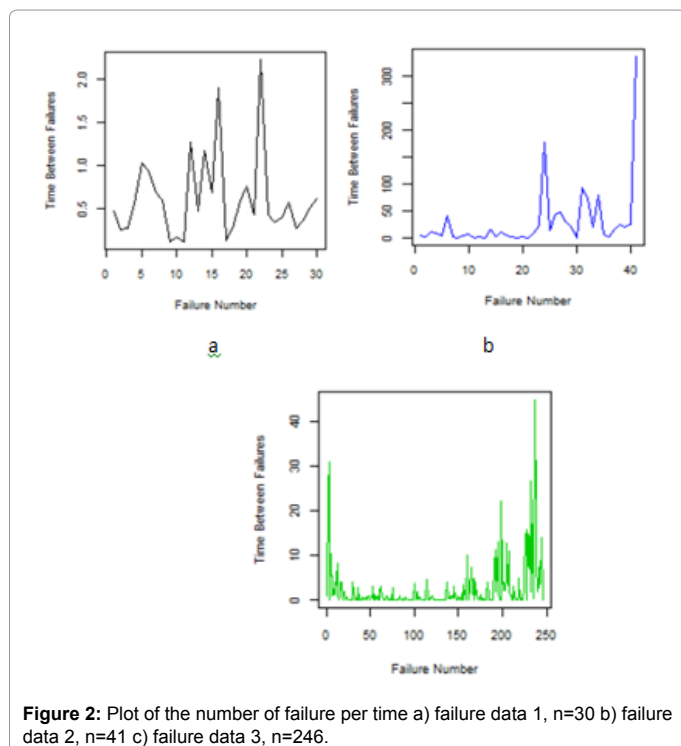 Time Between Failures
2.0
1.5
1.0
0.5
0 5 10 15 20 25 30
Failure Number
a
Time Between Failures
300
200
100
50
0
0 10 20 30 40
Failure Number
b
Time Between Failures
40
30
20
10
0
0 50 100 150 200 250
Failure Number
Figure 2: Plot of the number of failure per time a) failure data 1, n=30 b) failure
data 2, n=41 c) failure data 3, n=246.